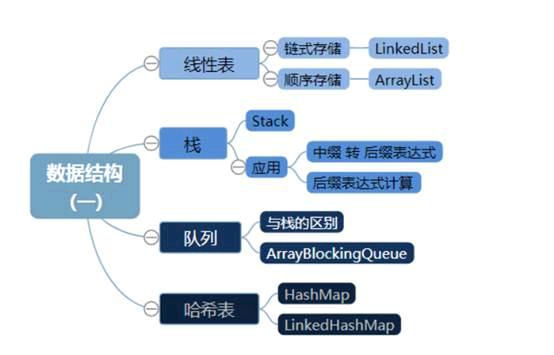 数据结构
（一）
线性表
链式存储
LinkedList
顺序存储
ArrayList
栈
Stack
应用
中缀 转 后缀表达式
后缀表达式计算
队列
与栈的区别
ArrayBlockingQueue
哈希表
HashMap
LinkedHashMap